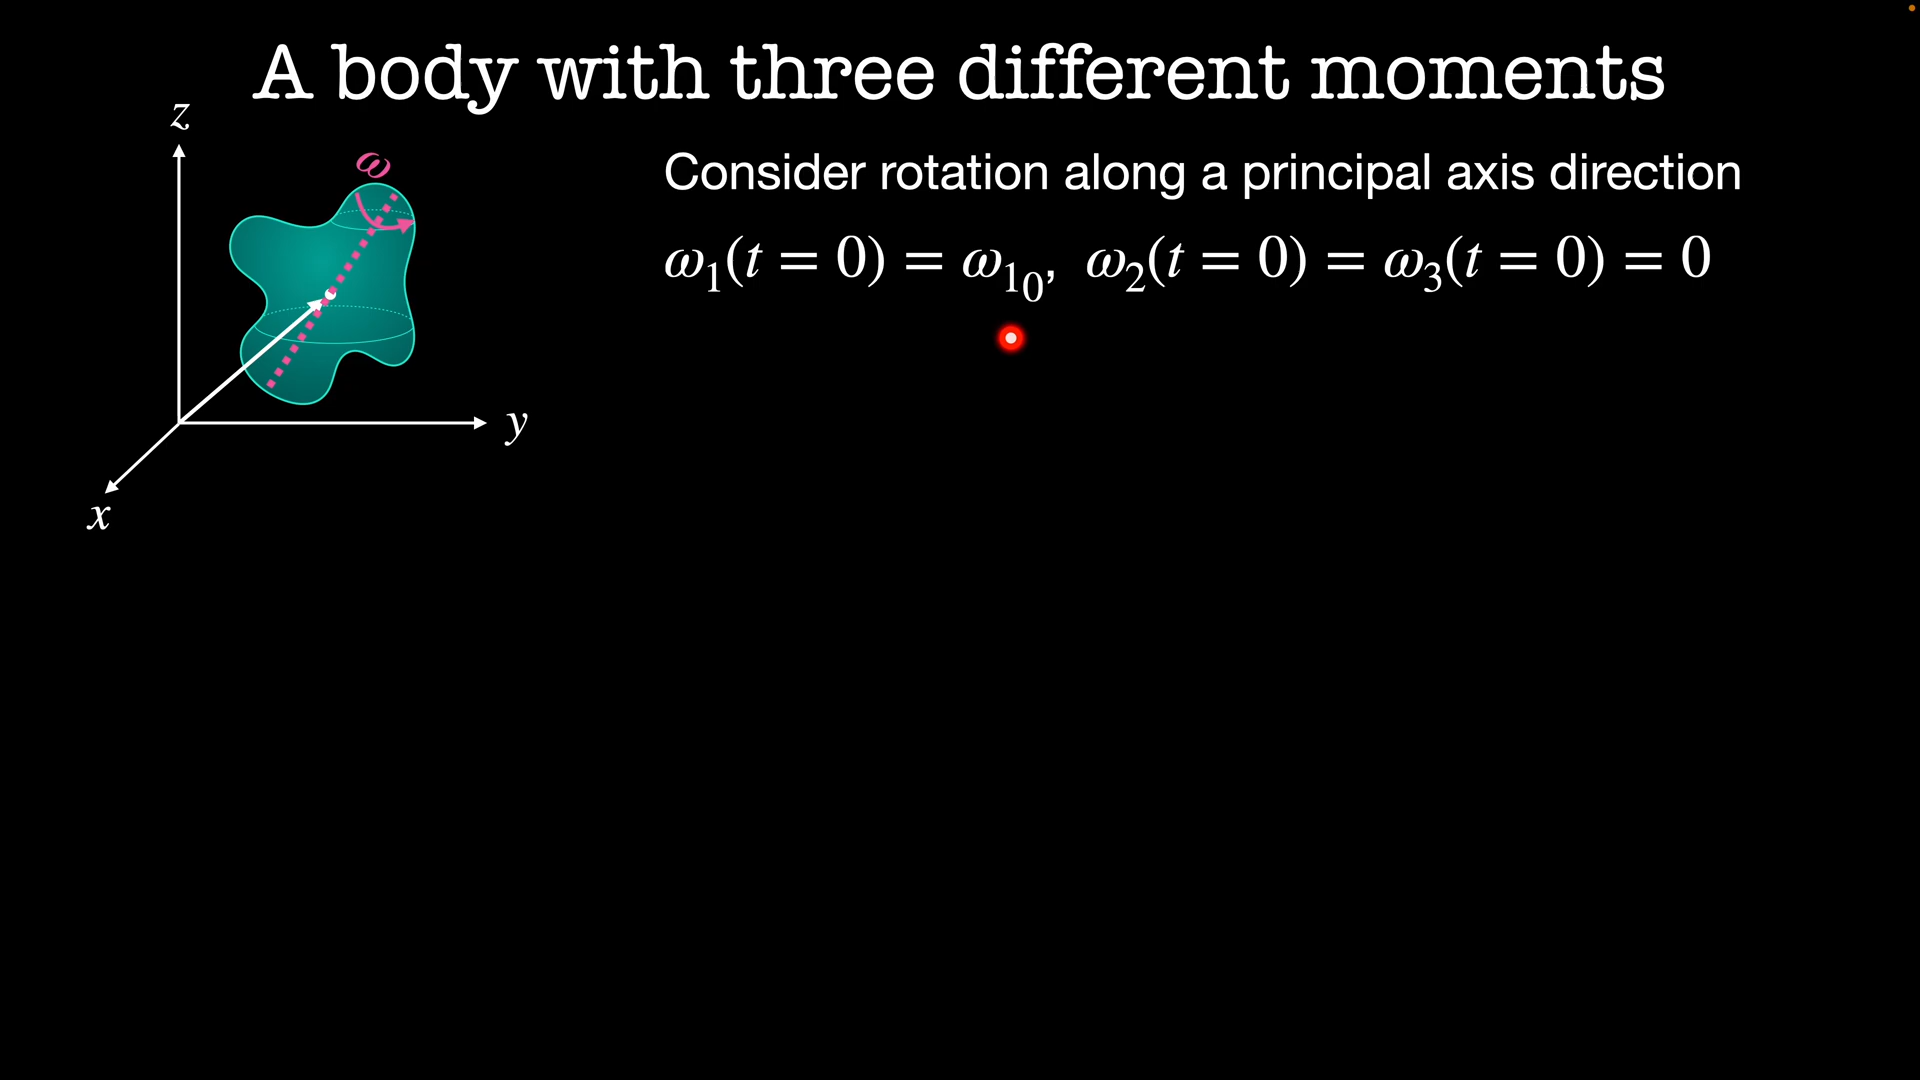 A body with three different moments
z
ω
Consider rotation along a principal axis direction
ω₁(t = 0) = ω₁₀, ω₂(t = 0) = ω₃(t = 0) = 0
y
x